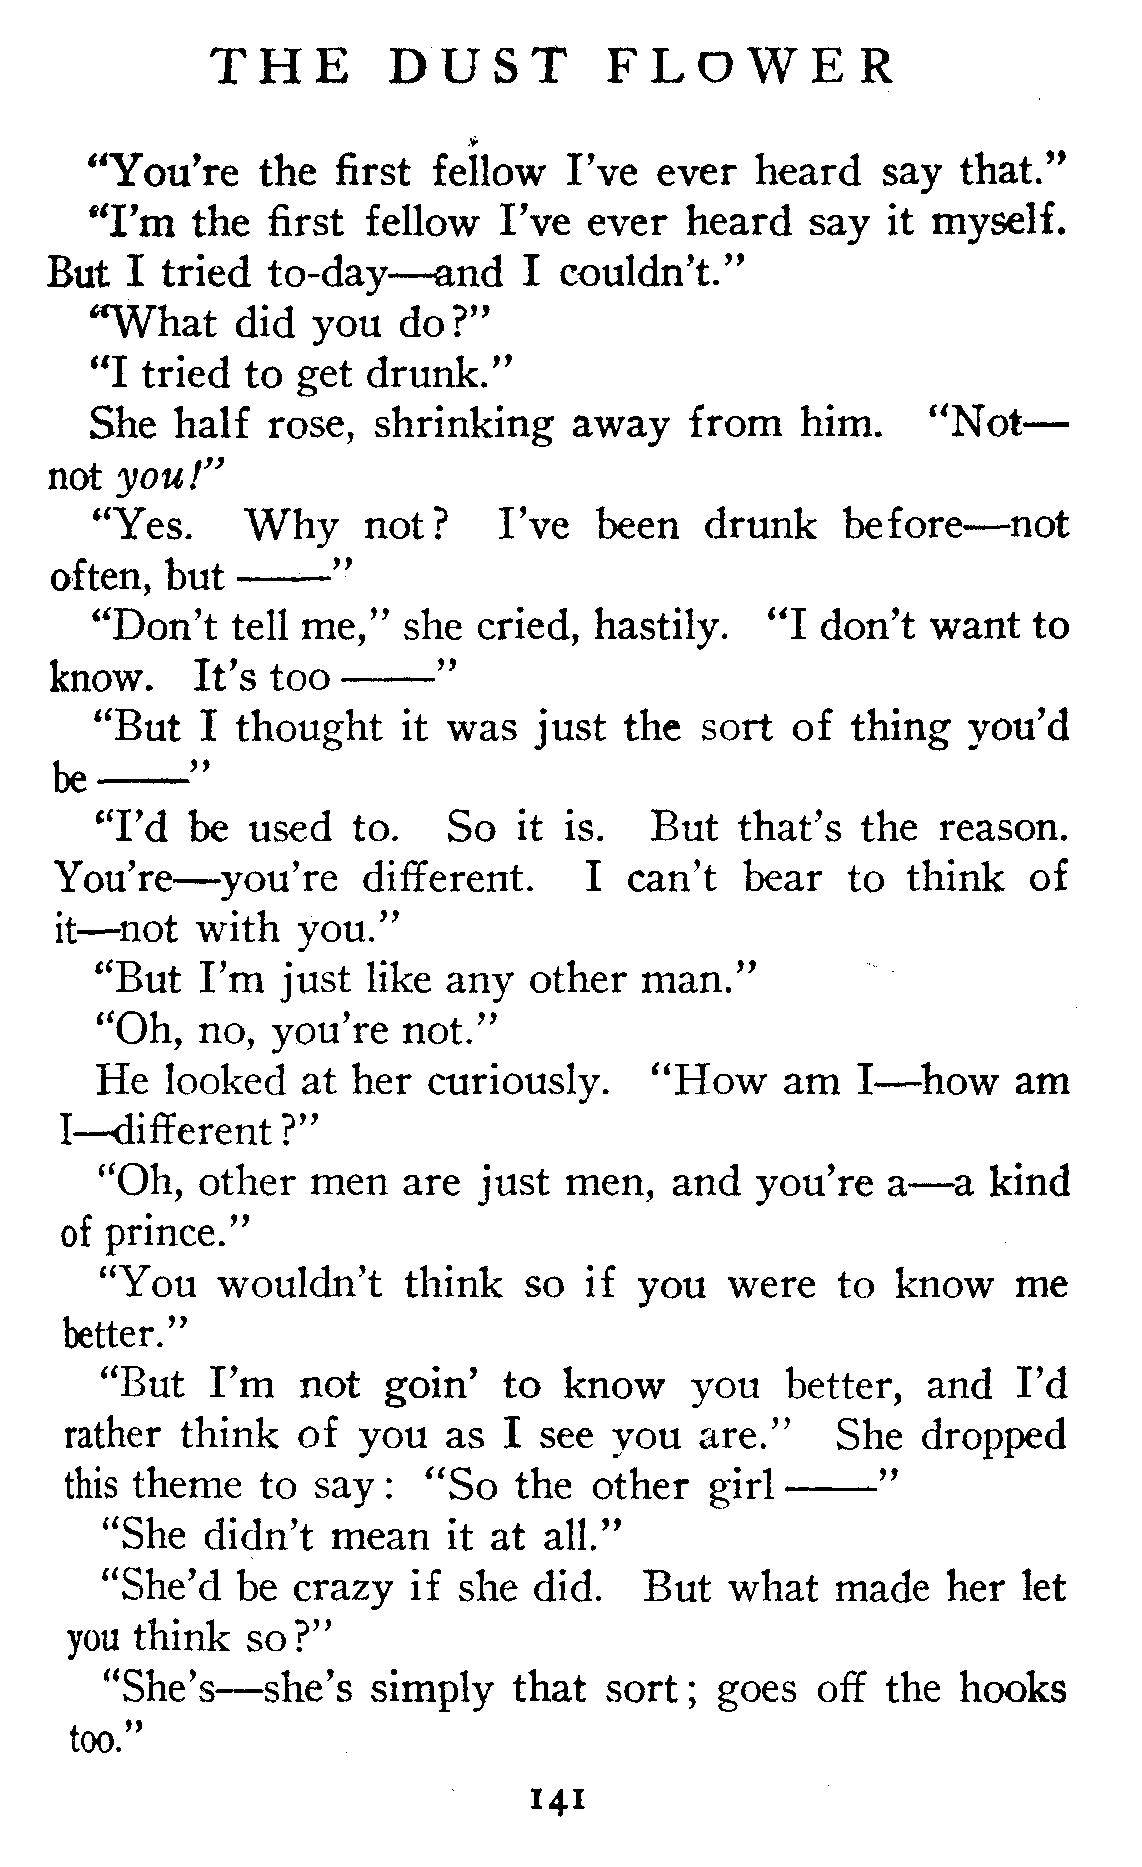 THE DUST FLOWER
“You’re the first fellow I’ve ever heard say that.”
“I’m the first fellow I’ve ever heard say it myself.
But I tried to-day—and I couldn’t.”
“What did you do?”
“I tried to get drunk.”
She half rose, shrinking away from him. “Not—
not you!”
“Yes. Why not? I’ve been drunk before—not
often, but ——”
“Don’t tell me,” she cried, hastily. “I don’t want to
know. It’s too ——”
“But I thought it was just the sort of thing you’d
be ——”
“I’d be used to. So it is. But that’s the reason.
You’re—you’re different. I can’t bear to think of
it—not with you.”
“But I’m just like any other man.”
“Oh, no, you’re not.”
He looked at her curiously. “How am I—how am
I—different?”
“Oh, other men are just men, and you’re a—a kind
of prince.”
“You wouldn’t think so if you were to know me
better.”
“But I’m not goin’ to know you better, and I’d
rather think of you as I see you are.” She dropped
this theme to say: “So the other girl ——”
“She didn’t mean it at all.”
“She’d be crazy if she did. But what made her let
you think so?”
“She’s—she’s simply that sort; goes off the hooks
too.”
141